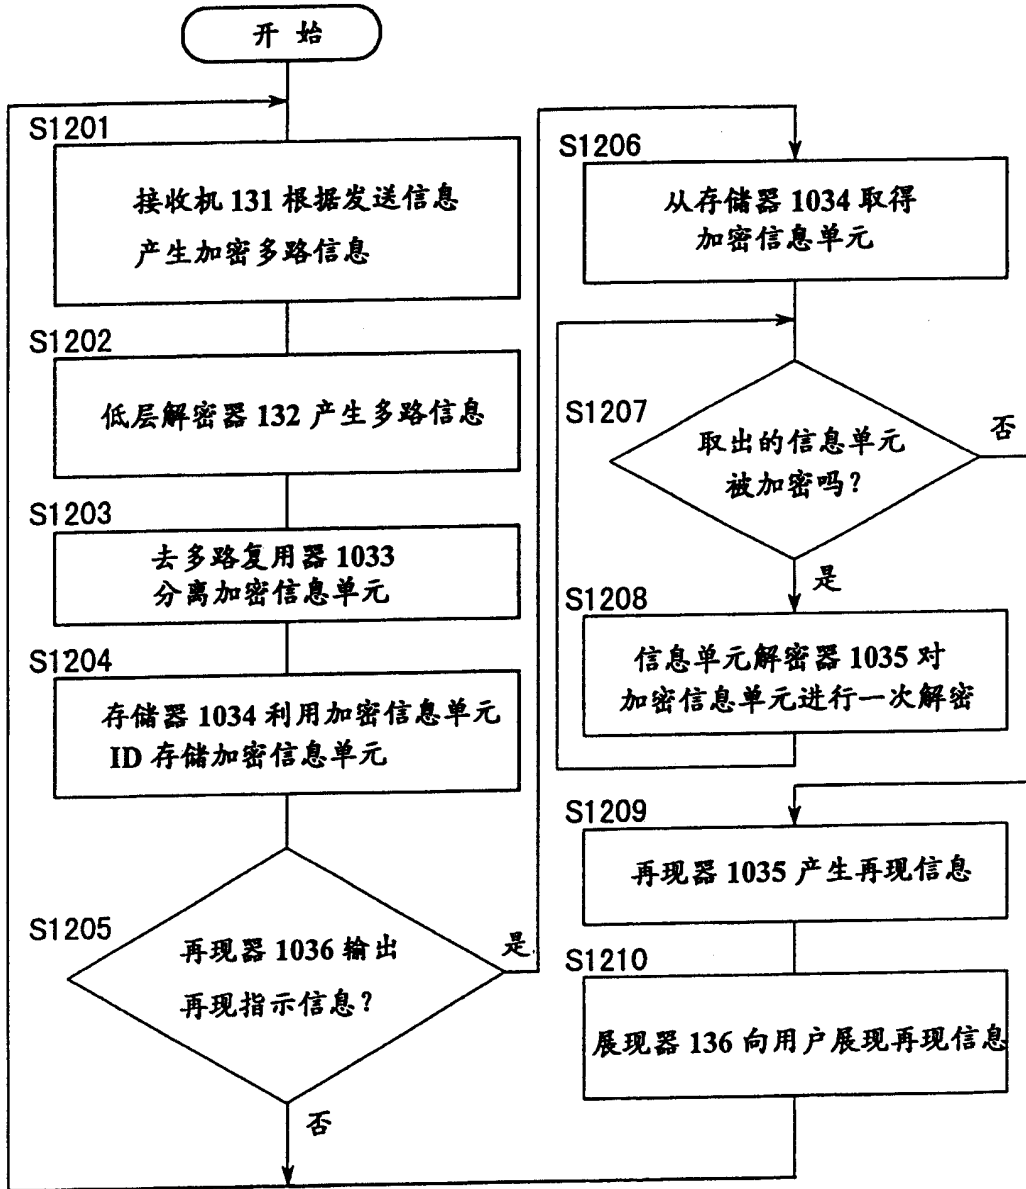 开始
S1201
接收机 131 根据发送信息
产生加密多路信息
S1202
低层解密器 132 产生多路信息
S1203
去多路复用器 1033
分离加密信息单元
S1204
存储器 1034 利用加密信息单元
ID 存储加密信息单元
S1205
再现器 1036 输出
再现指示信息?
是
否
S1206
从存储器 1034 取得
加密信息单元
S1207
取出的信息单元
被加密吗?
否
是
S1208
信息单元解密器 1035 对
加密信息单元进行一次解密
S1209
再现器 1035 产生再现信息
S1210
展现器 136 向用户展现再现信息